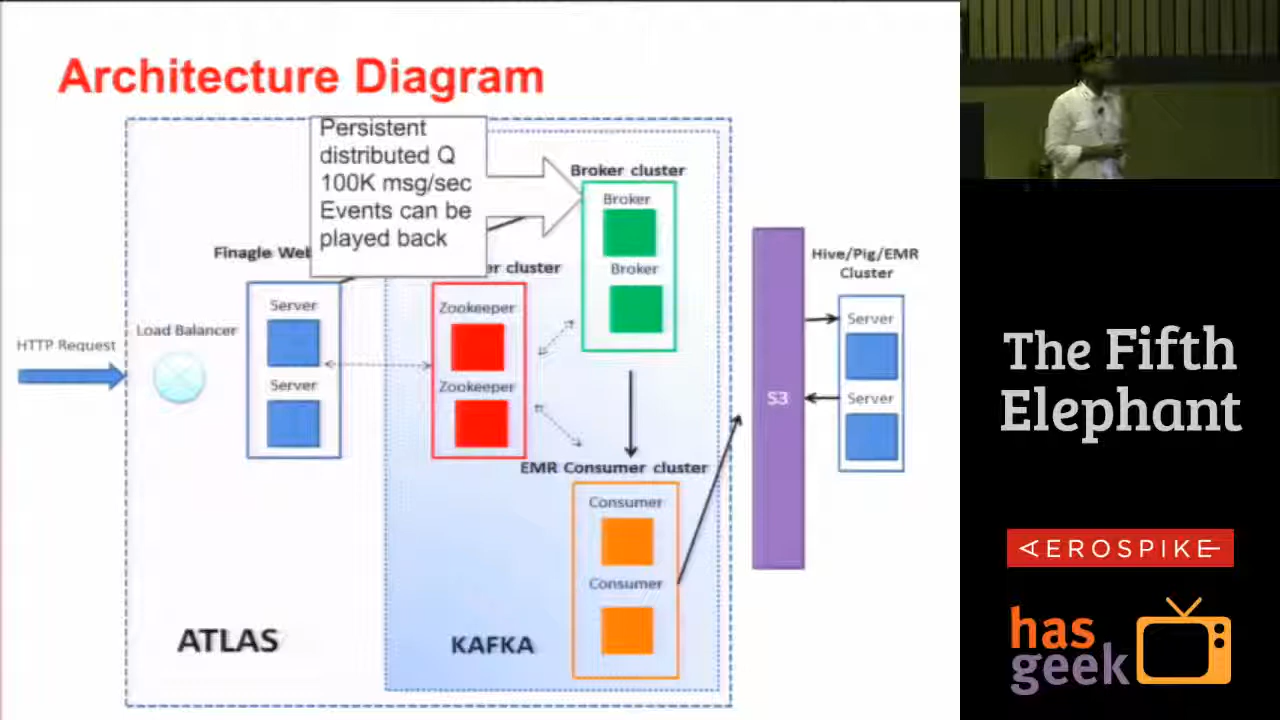 Architecture Diagram
Persistent
distributed Q
100K msg/sec
Events can be
played back
Broker cluster
Broker
Broker
Finagle Web
er cluster
Server
Server
Zookeeper
Zookeeper
Load Balancer
HTTP Request
EMR Consumer cluster
Consumer
Consumer
ATLAS
KAFKA
S3
Hive/Pig/EMR
Cluster
Server
Server
The Fifth
Elephant
AEROSPIKE
has
geek